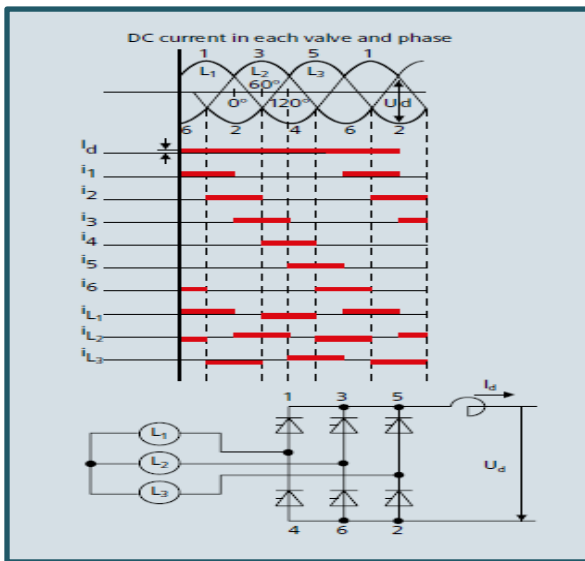 DC current in each valve and phase
1 3 5 1
L₁ L₂ L₃
60°
0° 120° Ud
6 2 4 6 2
Id
i1
i2
i3
i4
i5
i6
iL₁
iL₂
iL₃
1 3 5 Id
L₁
L₂
L₃
Ud
4 6 2